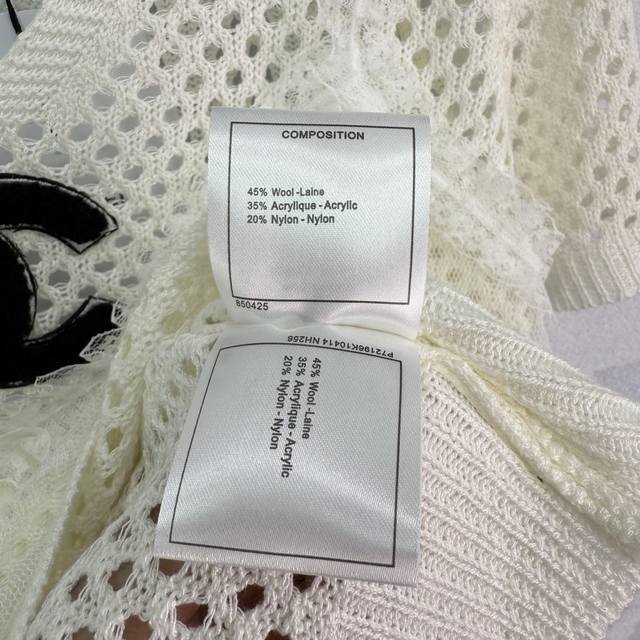 COMPOSITION
45% Wool -Laine
35% Acrylique - Acrylic
20% Nylon - Nylon
850425
P72196K10414 NH256
45% Wool -Laine
35% Acrylique - Acrylic
20% Nylon - Nylon